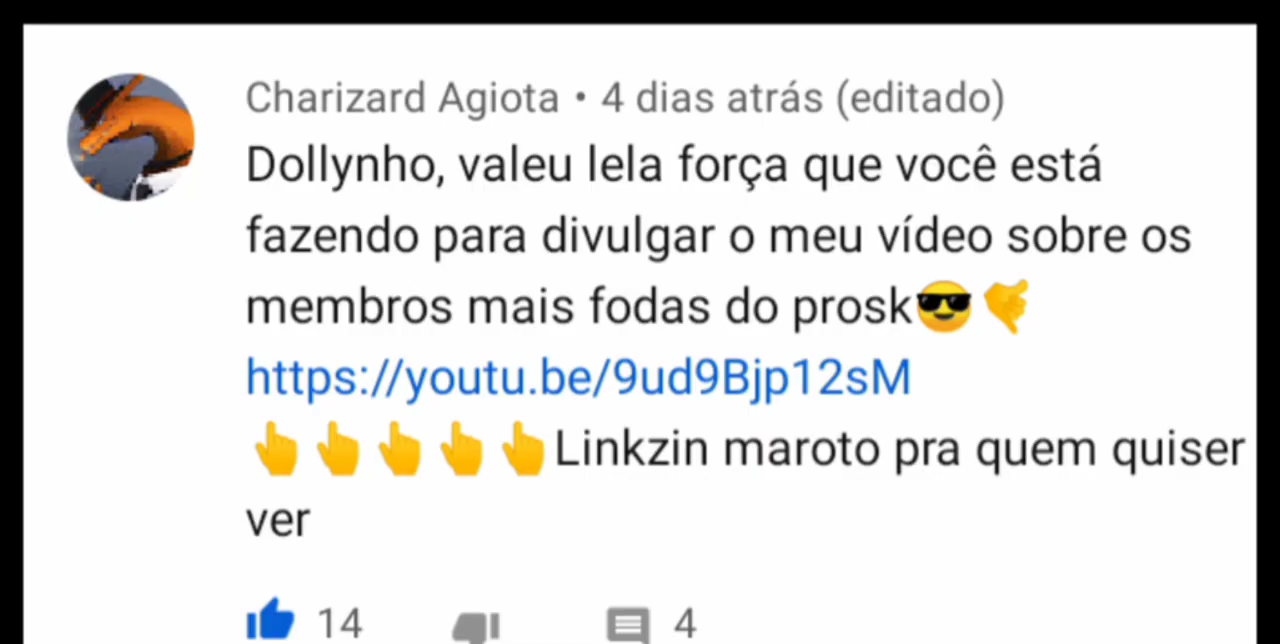 Charizard Agiota • 4 dias atrás (editado)
Dollynho, valeu lela força que você está
fazendo para divulgar o meu vídeo sobre os
membros mais fodas do prosk😎🤙
https://youtu.be/9ud9Bjp12sM
👆👆👆👆👆Linkzin maroto pra quem quiser
ver
14 4